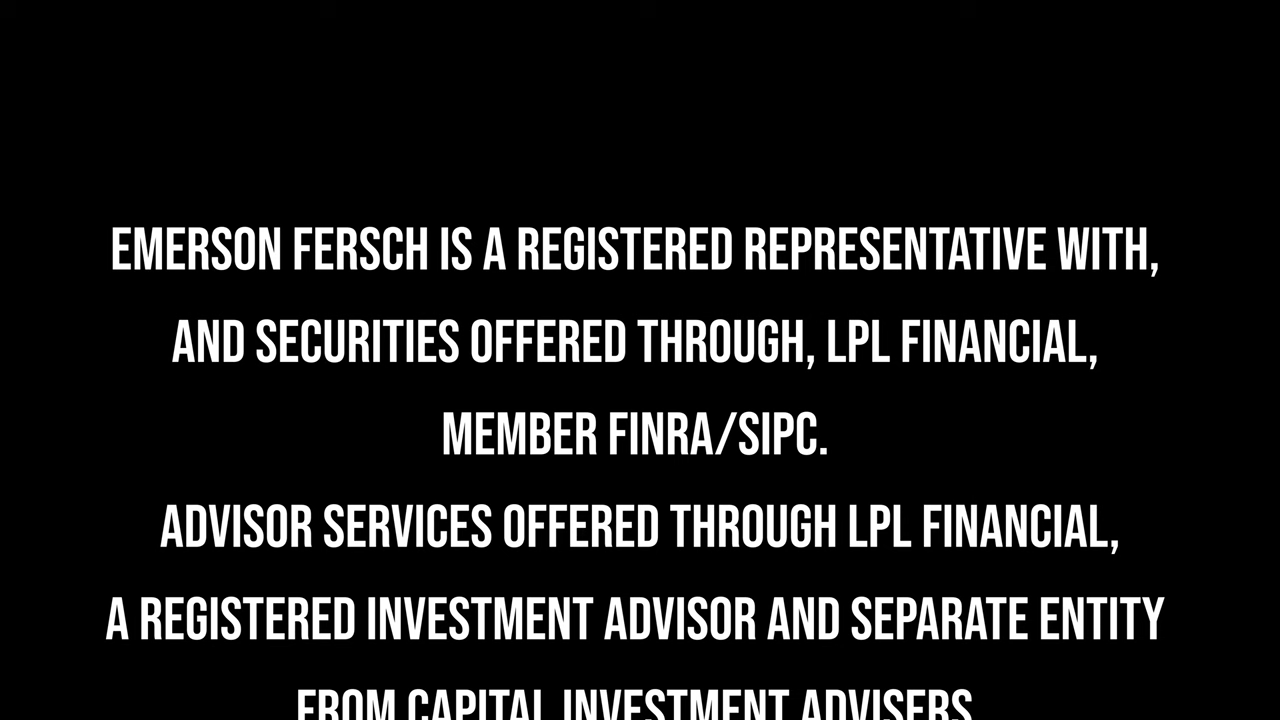 EMERSON FERSCH IS A REGISTERED REPRESENTATIVE WITH,
AND SECURITIES OFFERED THROUGH, LPL FINANCIAL,
MEMBER FINRA/SIPC.
ADVISOR SERVICES OFFERED THROUGH LPL FINANCIAL,
A REGISTERED INVESTMENT ADVISOR AND SEPARATE ENTITY
FROM CAPITAL INVESTMENT ADVISERS